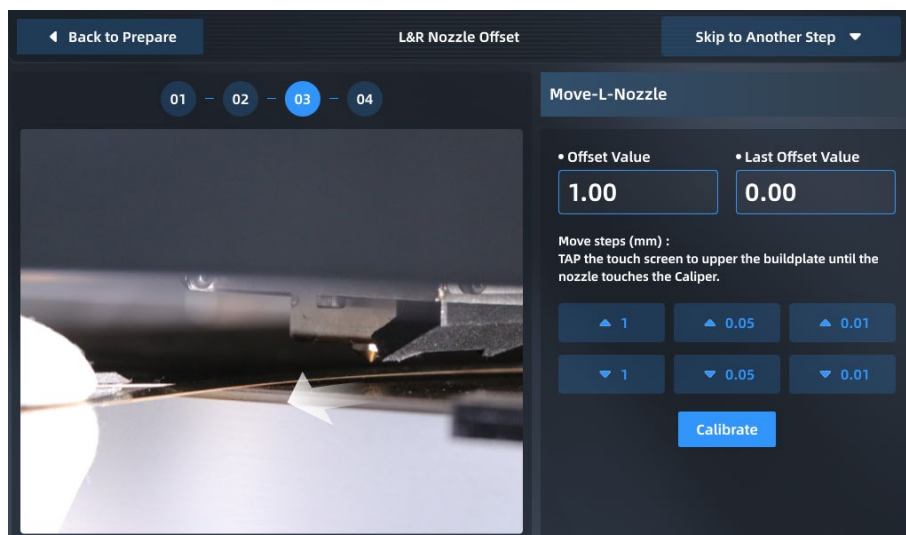 Back to Prepare
L&R Nozzle Offset
Skip to Another Step
01 - 02 - 03 - 04
Move-L-Nozzle
• Offset Value
• Last Offset Value
1.00
0.00
Move steps (mm) :
TAP the touch screen to upper the buildplate until the
nozzle touches the Caliper.
1
0.05
0.01
1
0.05
0.01
Calibrate